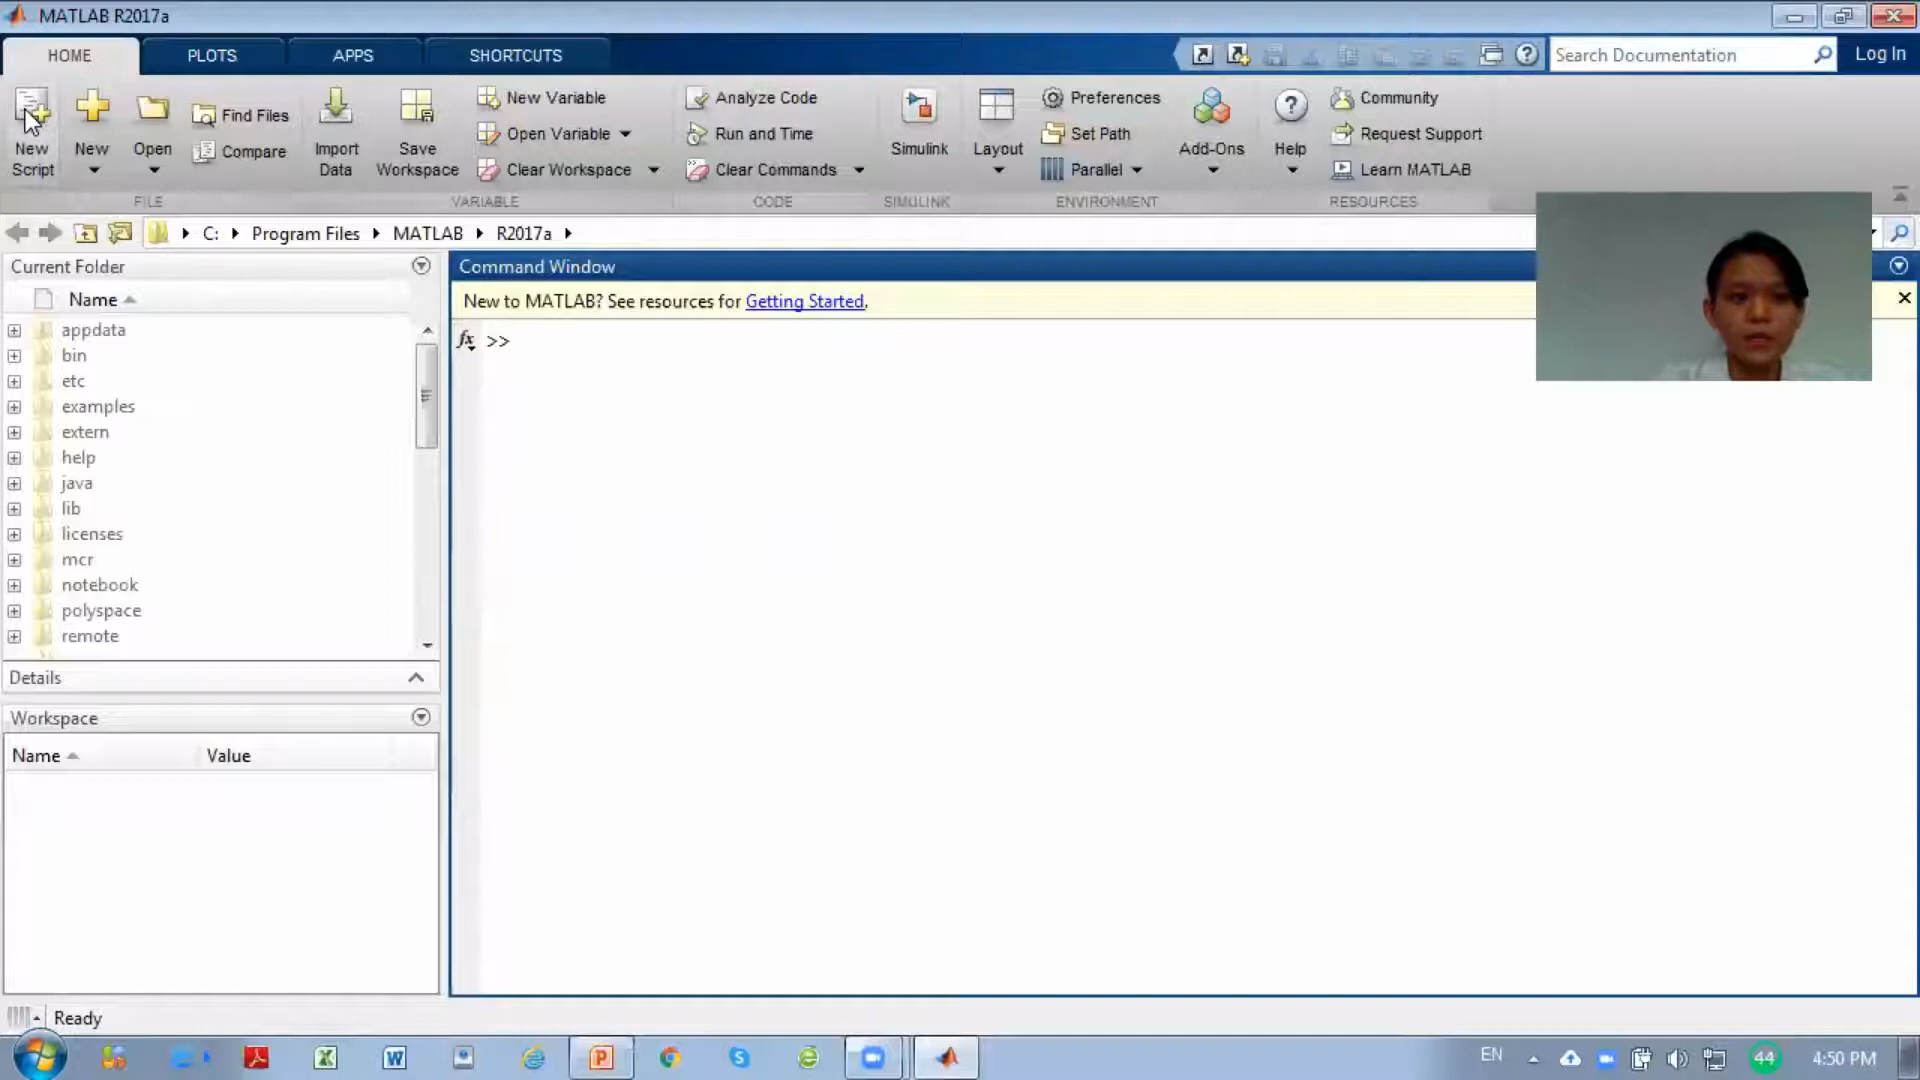 MATLAB R2017a
HOME
PLOTS
APPS
SHORTCUTS
Search Documentation
Log In
New Script
New
Open
Find Files
Compare
Import Data
Save Workspace
New Variable
Open Variable
Clear Workspace
Analyze Code
Run and Time
Clear Commands
Simulink
Layout
Preferences
Set Path
Parallel
Add-Ons
Help
Community
Request Support
Learn MATLAB
FILE
VARIABLE
CODE
SIMULINK
ENVIRONMENT
RESOURCES
C: Program Files MATLAB R2017a
Current Folder
Name
appdata
bin
etc
examples
extern
help
java
lib
licenses
mcr
notebook
polyspace
remote
Details
Workspace
Name Value
Command Window
New to MATLAB? See resources for Getting Started.
fx >>
Ready
EN
44
4:50 PM